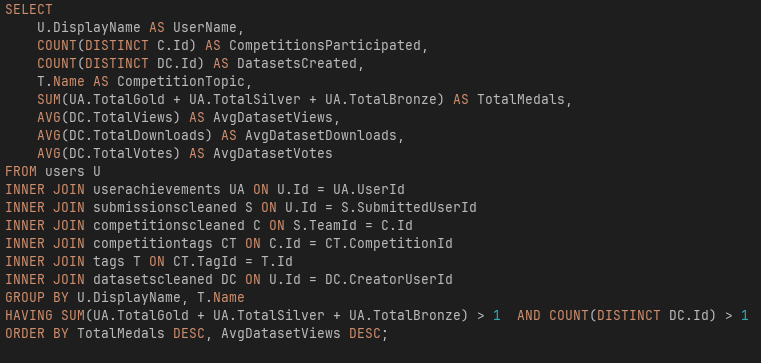 SELECT
    U.DisplayName AS UserName,
    COUNT(DISTINCT C.Id) AS CompetitionsParticipated,
    COUNT(DISTINCT DC.Id) AS DatasetsCreated,
    T.Name AS CompetitionTopic,
    SUM(UA.TotalGold + UA.TotalSilver + UA.TotalBronze) AS TotalMedals,
    AVG(DC.TotalViews) AS AvgDatasetViews,
    AVG(DC.TotalDownloads) AS AvgDatasetDownloads,
    AVG(DC.TotalVotes) AS AvgDatasetVotes
FROM users U
INNER JOIN userachievements UA ON U.Id = UA.UserId
INNER JOIN submissionscleaned S ON U.Id = S.SubmittedUserId
INNER JOIN competitionscleaned C ON S.TeamId = C.Id
INNER JOIN competitiontags CT ON C.Id = CT.CompetitionId
INNER JOIN tags T ON CT.TagId = T.Id
INNER JOIN datasetscleaned DC ON U.Id = DC.CreatorUserId
GROUP BY U.DisplayName, T.Name
HAVING SUM(UA.TotalGold + UA.TotalSilver + UA.TotalBronze) > 1  AND COUNT(DISTINCT DC.Id) > 1
ORDER BY TotalMedals DESC, AvgDatasetViews DESC;